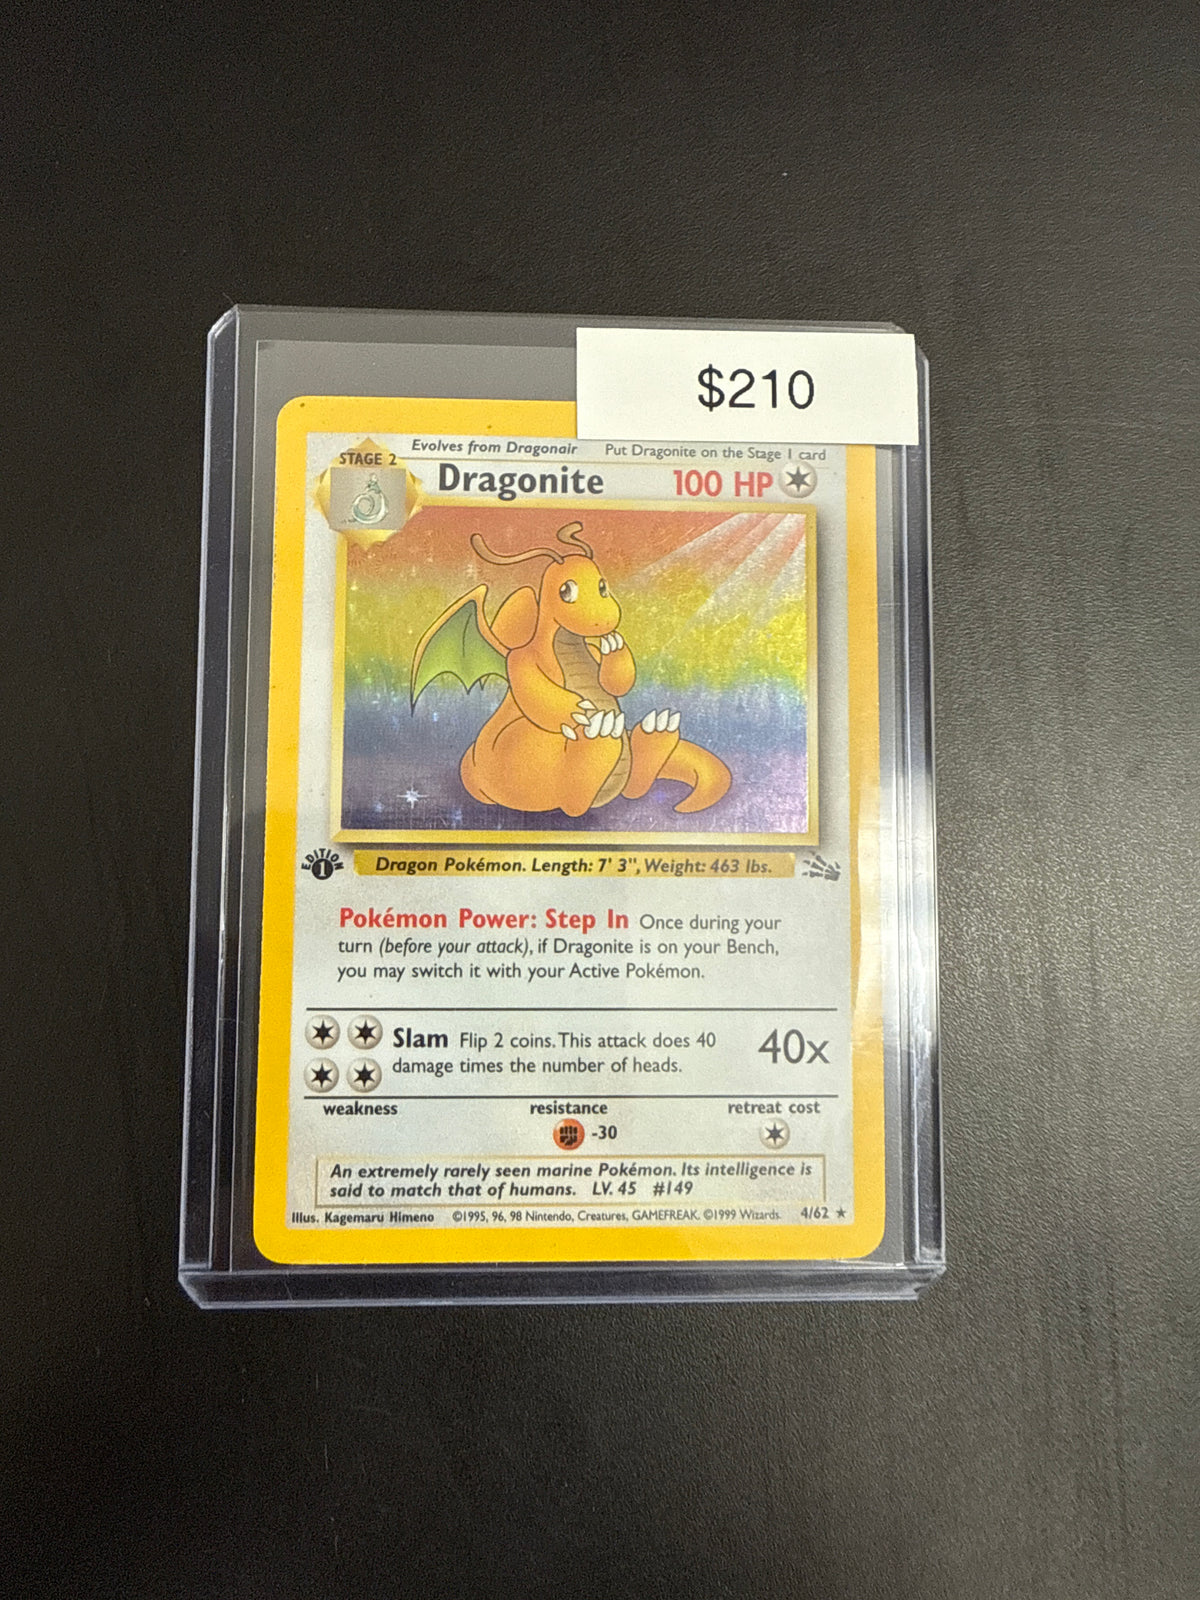 $210
Evolves from Dragonair Put Dragonite on the Stage 1 card
STAGE 2
Dragonite 100 HP
EDITION
1
Dragon Pokémon. Length: 7' 3", Weight: 463 lbs.
Pokémon Power: Step In Once during your
turn (before your attack), if Dragonite is on your Bench,
you may switch it with your Active Pokémon.
Slam Flip 2 coins. This attack does 40
damage times the number of heads.
40x
weakness resistance retreat cost
-30
An extremely rarely seen marine Pokémon. Its intelligence is
said to match that of humans. LV. 45 #149
Illus. Kagemaru Himeno ©1995, 96, 98 Nintendo, Creatures, GAMEFREAK. ©1999 Wizards. 4/62 ★